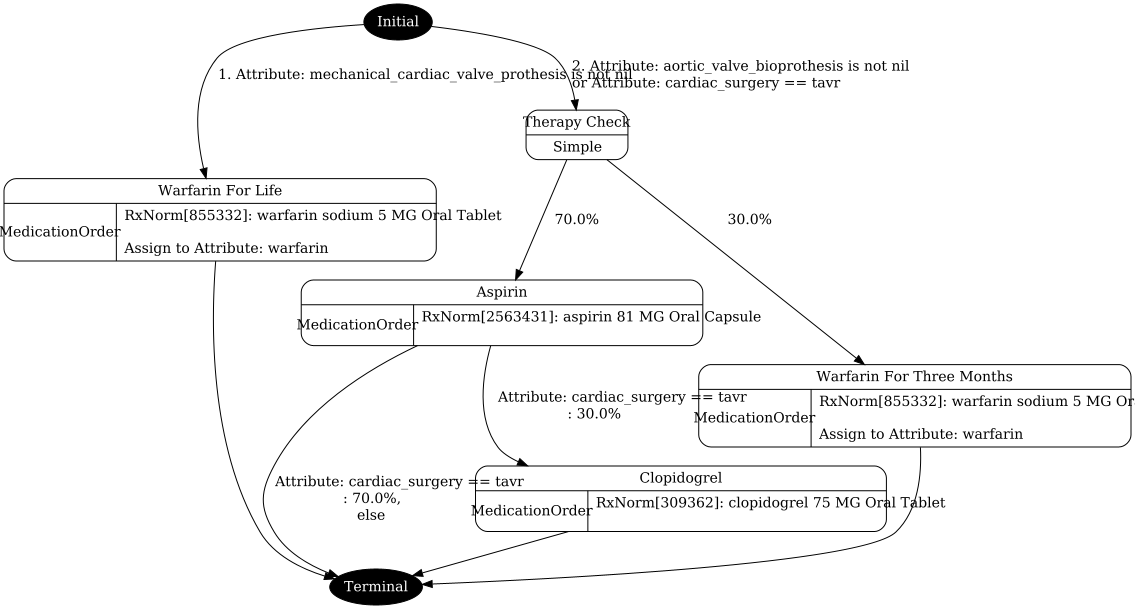 Initial
1. Attribute: mechanical_cardiac_valve_prothesis is not nil
2. Attribute: aortic_valve_bioprothesis is not nil
or Attribute: cardiac_surgery == tavr
Therapy Check
Simple
Warfarin For Life
MedicationOrder
RxNorm[855332]: warfarin sodium 5 MG Oral Tablet
Assign to Attribute: warfarin
70.0%
30.0%
Aspirin
MedicationOrder
RxNorm[2563431]: aspirin 81 MG Oral Capsule
Warfarin For Three Months
MedicationOrder
RxNorm[855332]: warfarin sodium 5 MG Or
Assign to Attribute: warfarin
Attribute: cardiac_surgery == tavr
: 30.0%
Attribute: cardiac_surgery == tavr
: 70.0%,
else
Clopidogrel
MedicationOrder
RxNorm[309362]: clopidogrel 75 MG Oral Tablet
Terminal